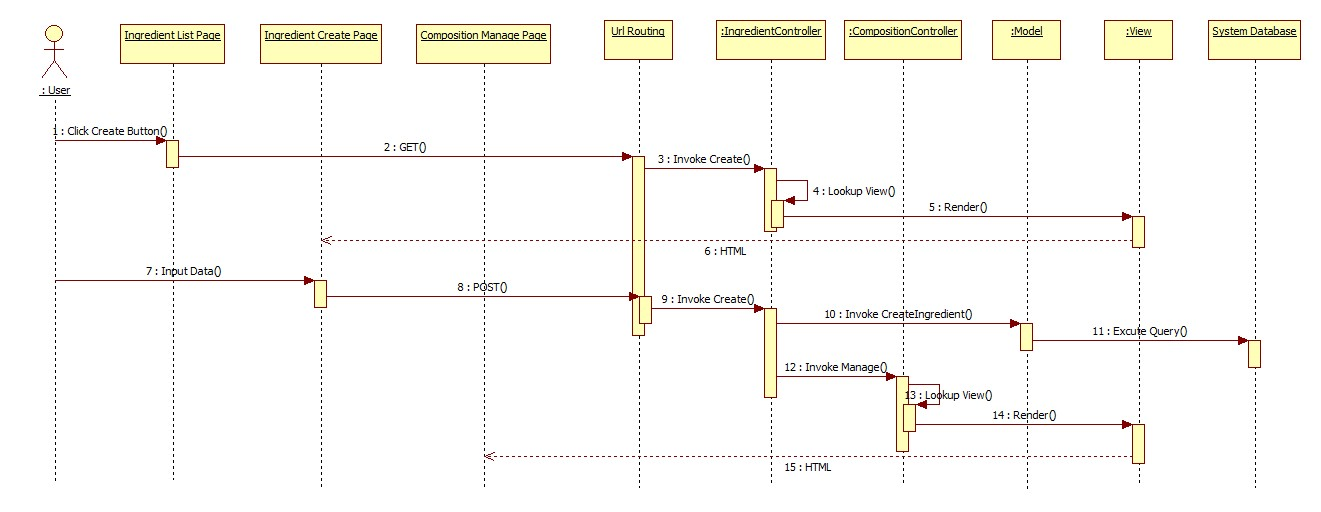 Ingredient List Page
Ingredient Create Page
Composition Manage Page
Url Routing
:IngredientController
:CompositionController
:Model
:View
System Database
: User
1 : Click Create Button()
2 : GET()
3 : Invoke Create()
4 : Lookup View()
5 : Render()
6 : HTML
7 : Input Data()
8 : POST()
9 : Invoke Create()
10 : Invoke CreateIngredient()
11 : Excute Query()
12 : Invoke Manage()
13 : Lookup View()
14 : Render()
15 : HTML